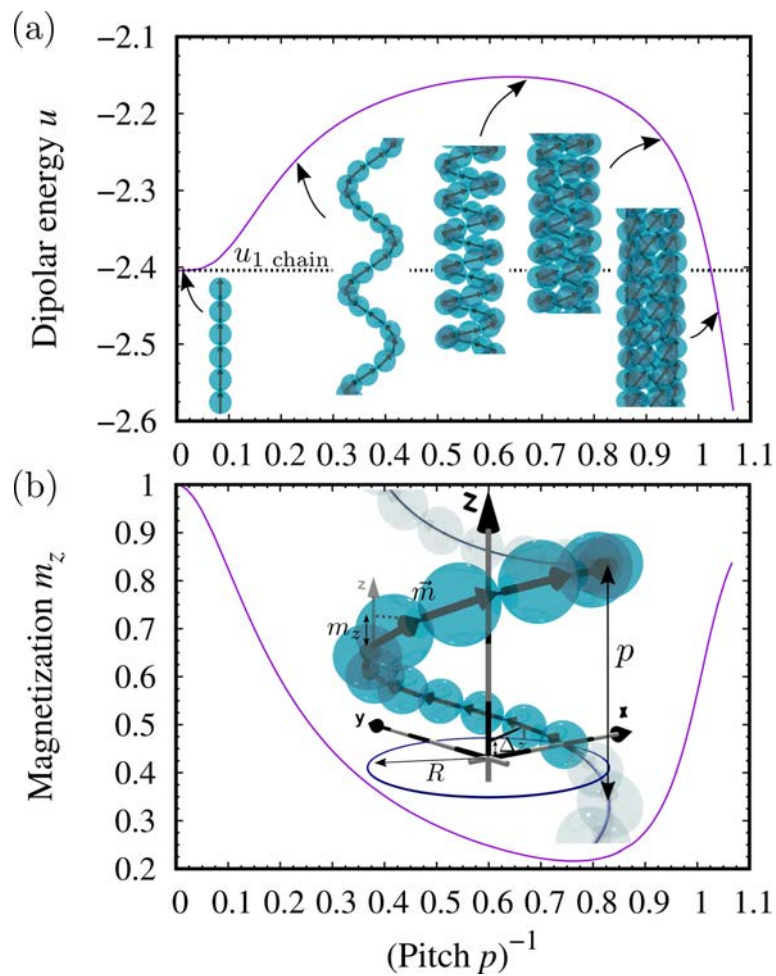 (a)
Dipolar energy u
−2.1
−2.2
−2.3
−2.4
−2.5
−2.6
u1 chain
0 0.1 0.2 0.3 0.4 0.5 0.6 0.7 0.8 0.9 1 1.1
(b)
Magnetization mz
1
0.9
0.8
0.7
0.6
0.5
0.4
0.3
0.2
z
z
m⃗
mz
p
y
x
Δz
R
0 0.1 0.2 0.3 0.4 0.5 0.6 0.7 0.8 0.9 1 1.1
(Pitch p)⁻¹